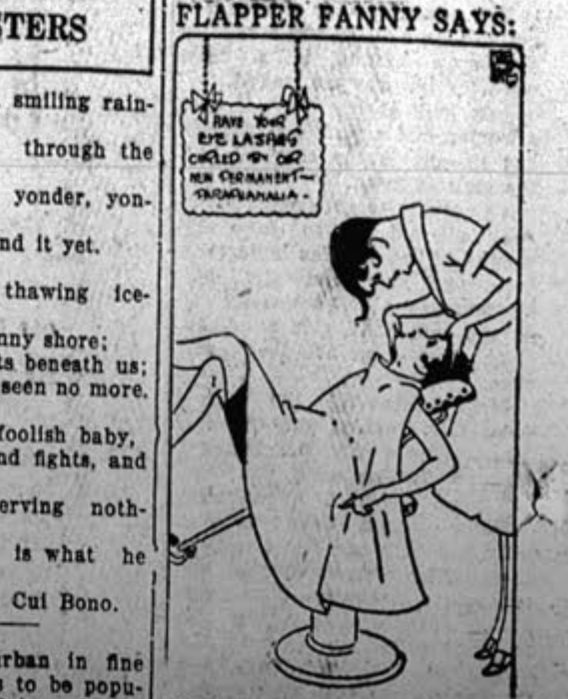 STERS
smiling rain-
through the
yonder, yon-
nd it yet.
thawing ice-
nny shore;
ts beneath us;
seen no more.
foolish baby,
nd fights, and
erving noth-
is what he
Cui Bono.
rban in fine
s to be popu-
FLAPPER FANNY SAYS:
HAVE YOUR
EYE LASHES
CURLED BY OUR
NEW PERMANENT—
PARAPHANALIA -